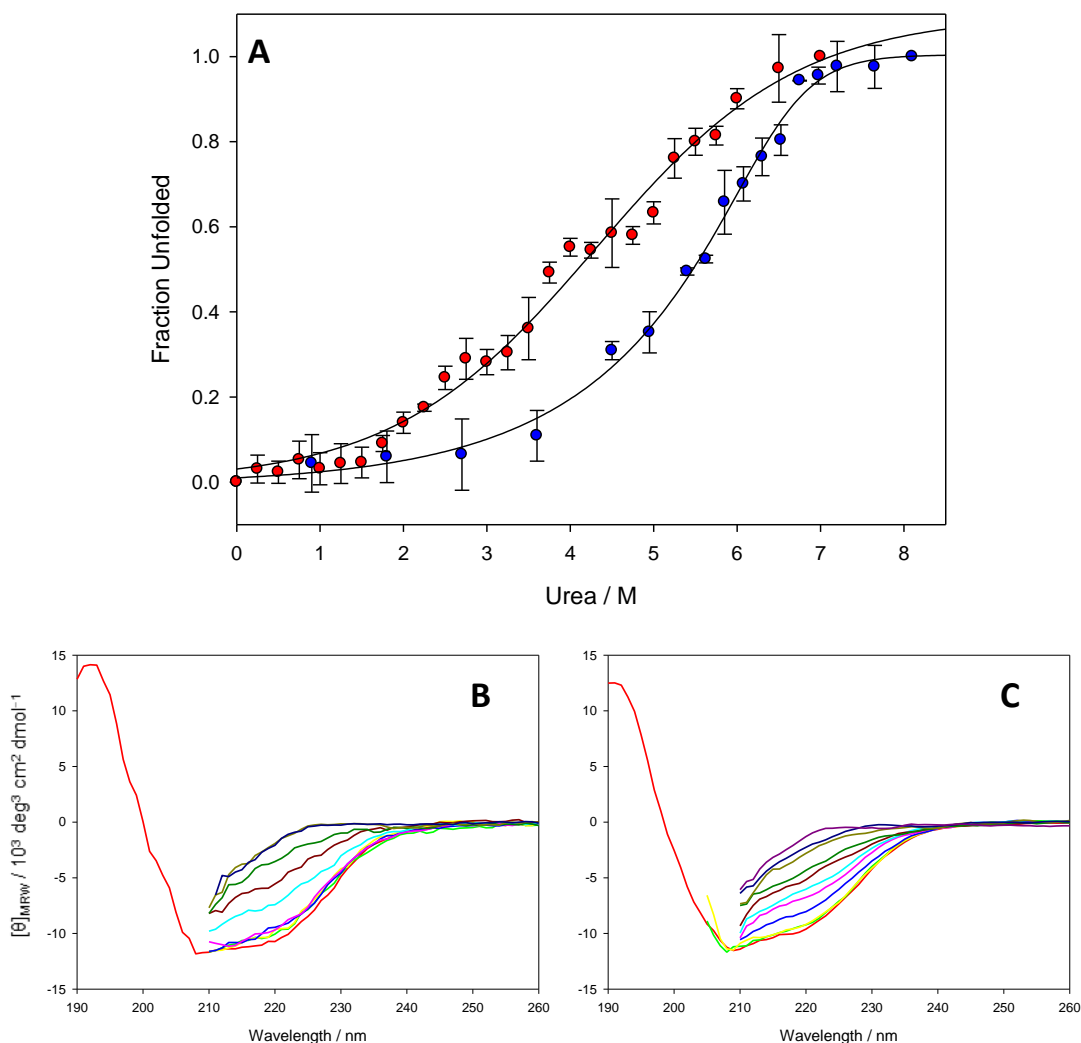 A
1.0
0.8
0.6
0.4
0.2
0.0
Fraction Unfolded
0 1 2 3 4 5 6 7 8
Urea / M
B
15
10
5
0
-5
-10
-15
[θ]MRW / 10³ deg³ cm² dmol⁻¹
190 200 210 220 230 240 250 260
Wavelength / nm
C
15
10
5
0
-5
-10
-15
190 200 210 220 230 240 250 260
Wavelength / nm